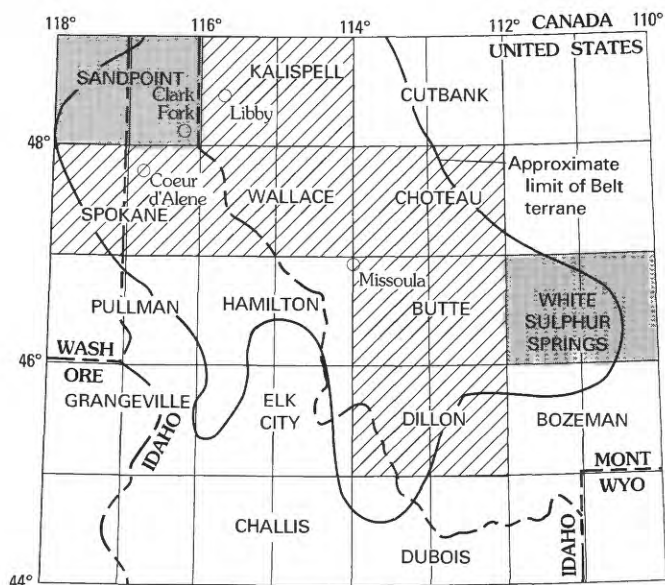 118°
116°
114°
112°
CANADA
110°
UNITED STATES
SANDPOINT
KALISPELL
Clark
Fork
Libby
CUTBANK
48°
Coeur
d'Alene
Approximate
limit of Belt
terrane
WALLACE
CHOTEAU
SPOKANE
Missoula
PULLMAN
HAMILTON
BUTTE
WHITE
SULPHUR
SPRINGS
WASH
46°
ORE
GRANGEVILLE
ELK
CITY
DILLON
BOZEMAN
IDAHO
MONT
WYO
CHALLIS
DUBOIS
IDAHO
44°